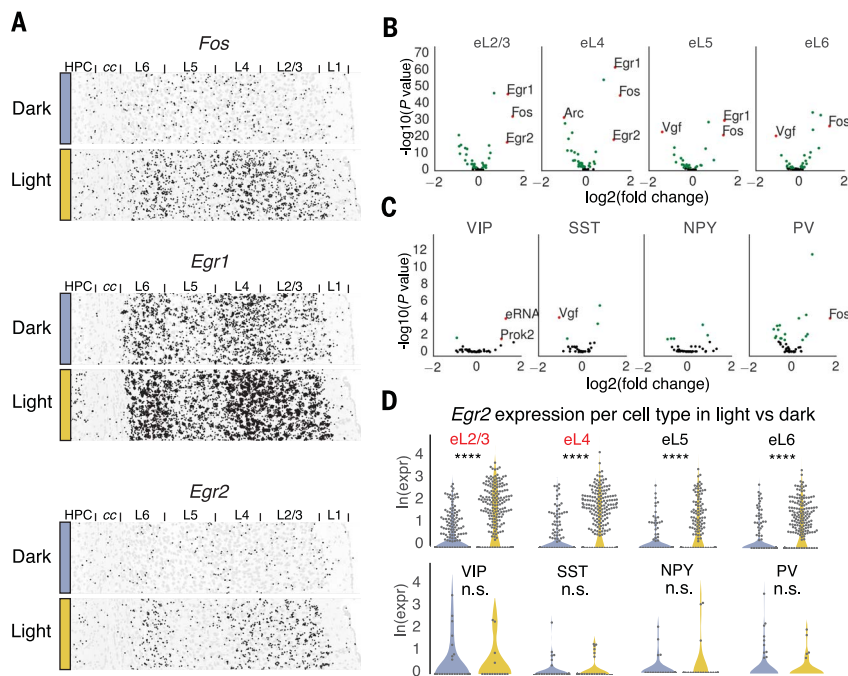 A
Fos
HPC cc L6 L5 L4 L2/3 L1
Dark
Light
Egr1
HPC cc L6 L5 L4 L2/3 L1
Dark
Light
Egr2
HPC cc L6 L5 L4 L2/3 L1
Dark
Light
B
eL2/3 eL4 eL5 eL6
-log10(P value)
70
60
50
40
30
20
10
0
Egr1
Fos
Egr2
Egr1
Fos
Arc
Egr2
Egr1
Vgf
Fos
Fos
Vgf
−2 0 2 −2 0 2 −2 0 2 −2 0 2
log2(fold change)
C
VIP SST NPY PV
-log10(P value)
12
10
8
6
4
2
0
eRNA
Prok2
Vgf
Fos
−2 0 2 −2 0 2 −2 0 2 −2 0 2
log2(fold change)
D
Egr2 expression per cell type in light vs dark
eL2/3 eL4 eL5 eL6
**** **** **** ****
ln(expr)
4
3
2
1
0
VIP SST NPY PV
n.s. n.s. n.s. n.s.
ln(expr)
4
3
2
1
0